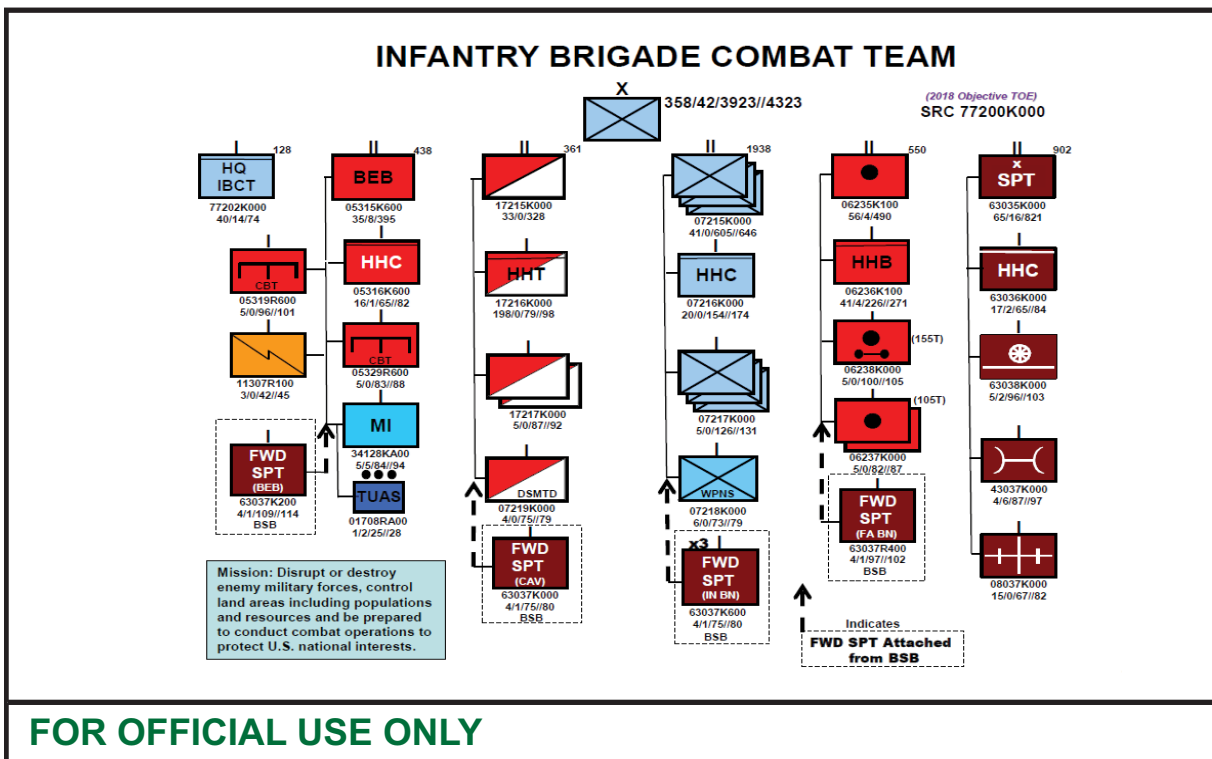 INFANTRY BRIGADE COMBAT TEAM
X
358/42/3923//4323
(2018 Objective TOE)
SRC 77200K000
I
128
HQ
IBCT
77202K000
40/14/74
I
CBT
05319R600
5/0/96//101
11307R100
3/0/42//45
I
FWD
SPT
(BEB)
63037K200
4/1/109//114
BSB
II
438
BEB
05315K600
35/8/395
I
HHC
05316K600
16/1/65//82
I
CBT
05329R600
5/0/83//88
I
MI
34128KA00
5/5/84//94
TUAS
01708RA00
1/2/25//28
II
361
17215K000
33/0/328
I
HHT
17216K000
198/0/79//98
I
17217K000
5/0/87//92
I
DSMTD
07219K000
4/0/75//79
I
FWD
SPT
(CAV)
63037K000
4/1/75//80
BSB
II
1938
07215K000
41/0/605//646
I
HHC
07216K000
20/0/154//174
I
07217K000
5/0/126//131
I
WPNS
07218K000
6/0/73//79
x3
I
FWD
SPT
(IN BN)
63037K600
4/1/75//80
BSB
II
550
06235K100
56/4/490
I
HHB
06236K100
41/4/226//271
I
(155T)
06238K000
5/0/100//105
I
(105T)
06237K000
5/0/82//87
I
FWD
SPT
(FA BN)
63037R400
4/1/97//102
BSB
II
902
x
SPT
63035K000
65/16/821
I
HHC
63036K000
17/2/65//84
I
63038K000
5/2/96//103
I
43037K000
4/6/87//97
I
08037K000
15/0/67//82
Mission: Disrupt or destroy
enemy military forces, control
land areas including populations
and resources and be prepared
to conduct combat operations to
protect U.S. national interests.
Indicates
FWD SPT Attached
from BSB
FOR OFFICIAL USE ONLY